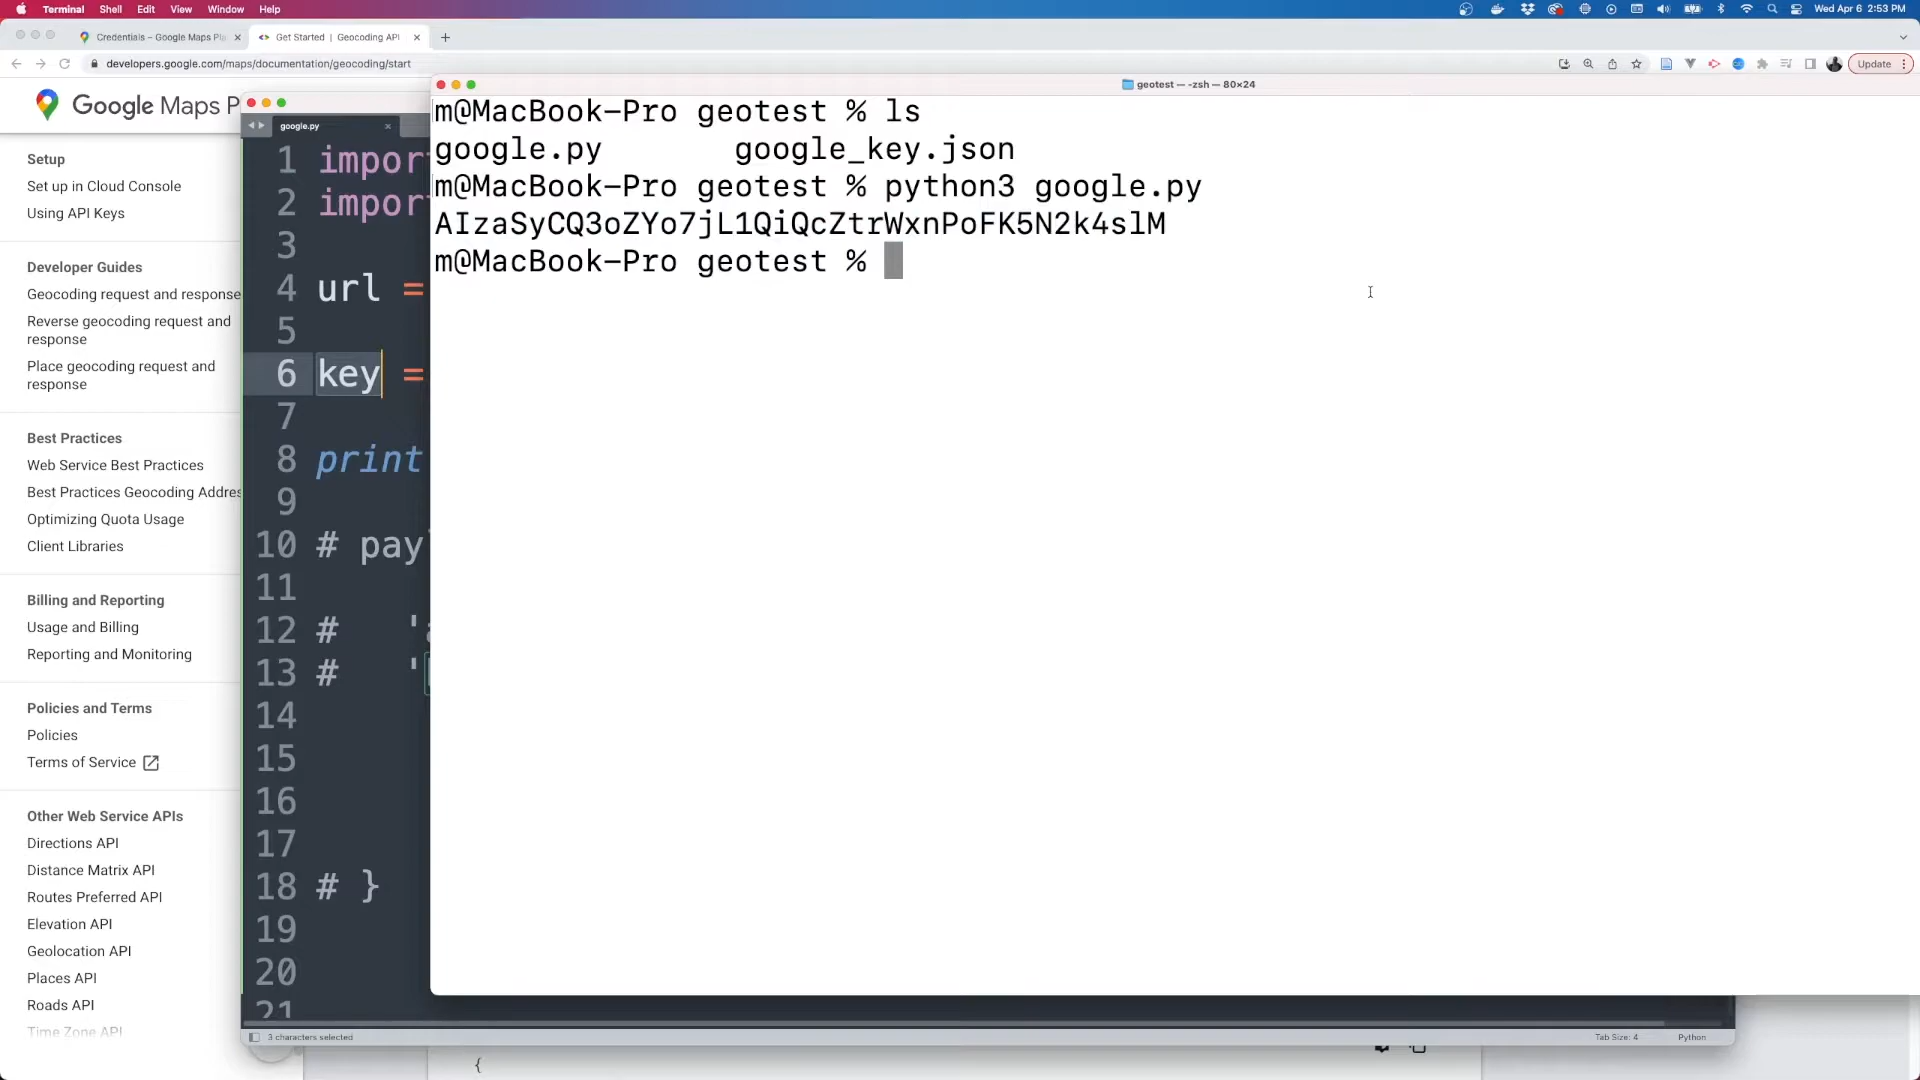 Terminal Shell Edit View Window Help
Wed Apr 6 2:53 PM
Credentials – Google Maps Pla
Get Started | Geocoding API
developers.google.com/maps/documentation/geocoding/start
Update
Google Maps P
Setup
Set up in Cloud Console
Using API Keys
Developer Guides
Geocoding request and response
Reverse geocoding request and
response
Place geocoding request and
response
Best Practices
Web Service Best Practices
Best Practices Geocoding Addres
Optimizing Quota Usage
Client Libraries
Billing and Reporting
Usage and Billing
Reporting and Monitoring
Policies and Terms
Policies
Terms of Service
Other Web Service APIs
Directions API
Distance Matrix API
Routes Preferred API
Elevation API
Geolocation API
Places API
Roads API
Time Zone API
google.py
1 impor
2 impor
3
4 url =
5
6 key =
7
8 print
9
10 # pay
11
12 # 'a
13 # '
14
15
16
17
18 # }
19
20
21
3 characters selected
Tab Size: 4
Python
{
geotest — -zsh — 80×24
m@MacBook-Pro geotest % ls
google.py google_key.json
m@MacBook-Pro geotest % python3 google.py
AIzaSyCQ3oZYo7jL1QiQcZtrWxnPoFK5N2k4slM
m@MacBook-Pro geotest %